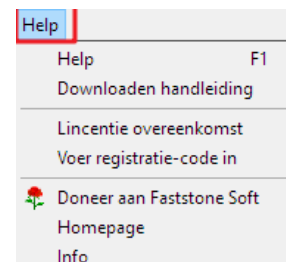 Help
Help F1
Downloaden handleiding
Lincentie overeenkomst
Voer registratie-code in
Doneer aan Faststone Soft
Homepage
Info